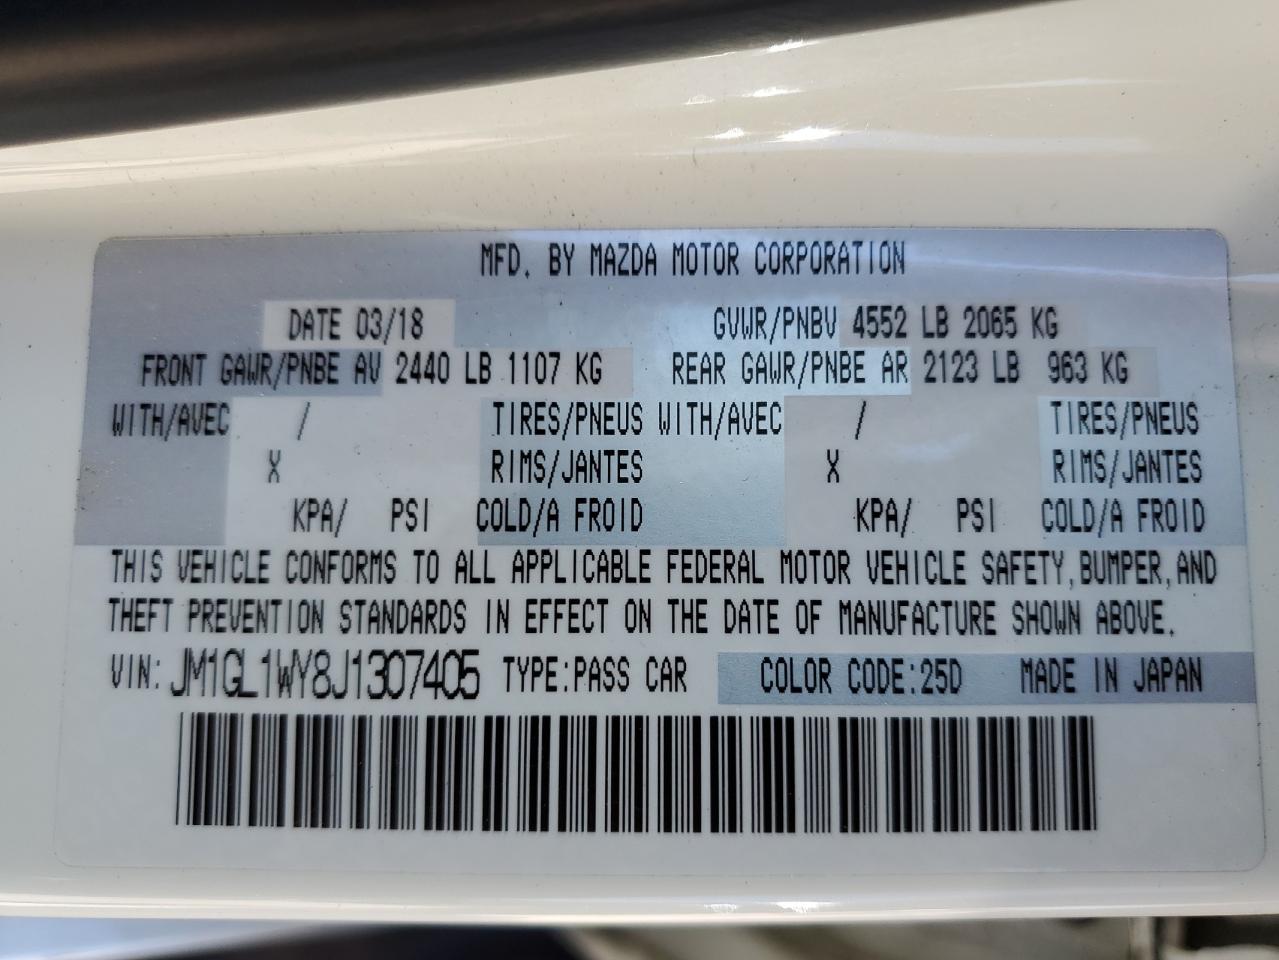 MFD. BY MAZDA MOTOR CORPORATION
DATE 03/18 GVWR/PNBV 4552 LB 2065 KG
FRONT GAWR/PNBE AV 2440 LB 1107 KG REAR GAWR/PNBE AR 2123 LB 963 KG
WITH/AVEC / TIRES/PNEUS WITH/AVEC / TIRES/PNEUS
X RIMS/JANTES X RIMS/JANTES
KPA/ PSI COLD/A FROID KPA/ PSI COLD/A FROID
THIS VEHICLE CONFORMS TO ALL APPLICABLE FEDERAL MOTOR VEHICLE SAFETY, BUMPER, AND
THEFT PREVENTION STANDARDS IN EFFECT ON THE DATE OF MANUFACTURE SHOWN ABOVE.
VIN: JM1GL1WY8J1307405 TYPE:PASS CAR COLOR CODE:25D MADE IN JAPAN